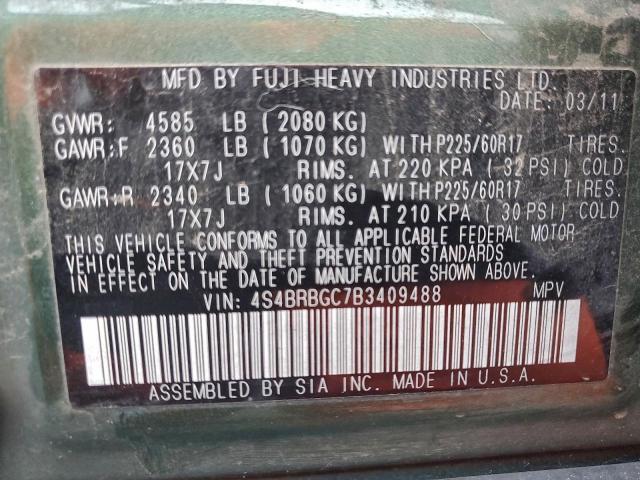 MFD BY FUJI HEAVY INDUSTRIES LTD.
DATE: 03/11
GVWR: 4585 LB ( 2080 KG)
GAWR:F 2360 LB ( 1070 KG) WITH P225/60R17 TIRES.
17X7J RIMS. AT 220 KPA ( 32 PSI) COLD
GAWR:R 2340 LB ( 1060 KG) WITH P225/60R17 TIRES.
17X7J RIMS. AT 210 KPA ( 30 PSI) COLD
THIS VEHICLE CONFORMS TO ALL APPLICABLE FEDERAL MOTOR
VEHICLE SAFETY AND THEFT PREVENTION STANDARDS
IN EFFECT ON THE DATE OF MANUFACTURE SHOWN ABOVE.
VIN: 4S4BRBGC7B3409488 MPV
ASSEMBLED BY SIA INC. MADE IN U.S.A.